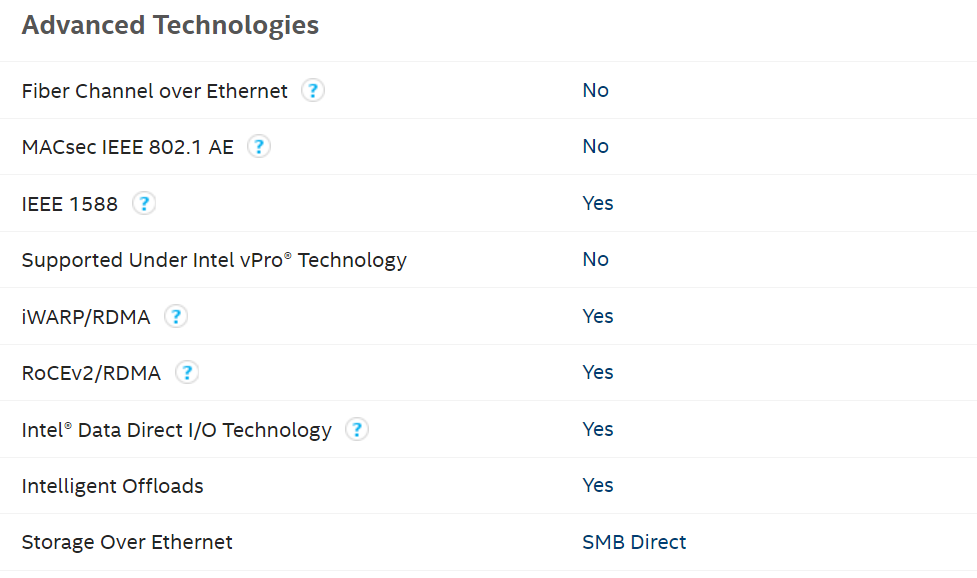 Advanced Technologies
Fiber Channel over Ethernet ? No
MACsec IEEE 802.1 AE ? No
IEEE 1588 ? Yes
Supported Under Intel vPro® Technology No
iWARP/RDMA ? Yes
RoCEv2/RDMA ? Yes
Intel® Data Direct I/O Technology ? Yes
Intelligent Offloads Yes
Storage Over Ethernet SMB Direct